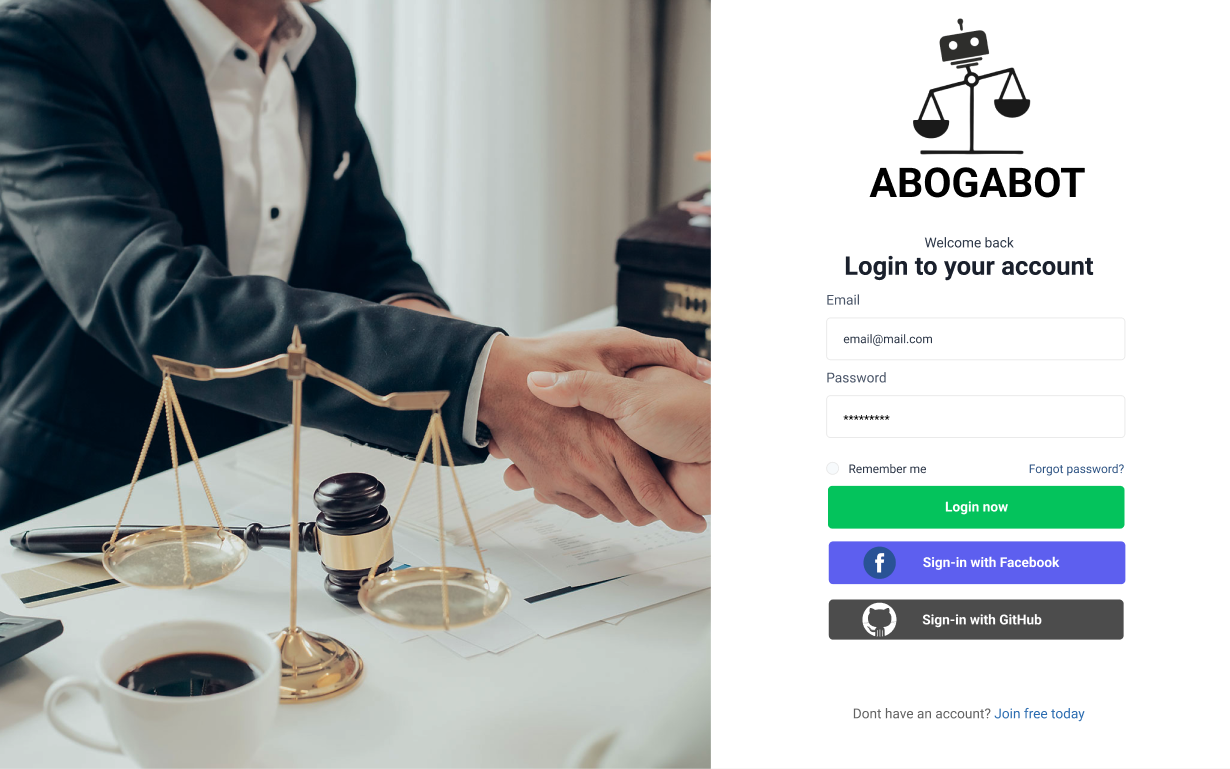 ABOGABOT
Welcome back
Login to your account
Email
email@mail.com
Password
*********
Remember me
Forgot password?
Login now
Sign-in with Facebook
Sign-in with GitHub
Dont have an account? Join free today